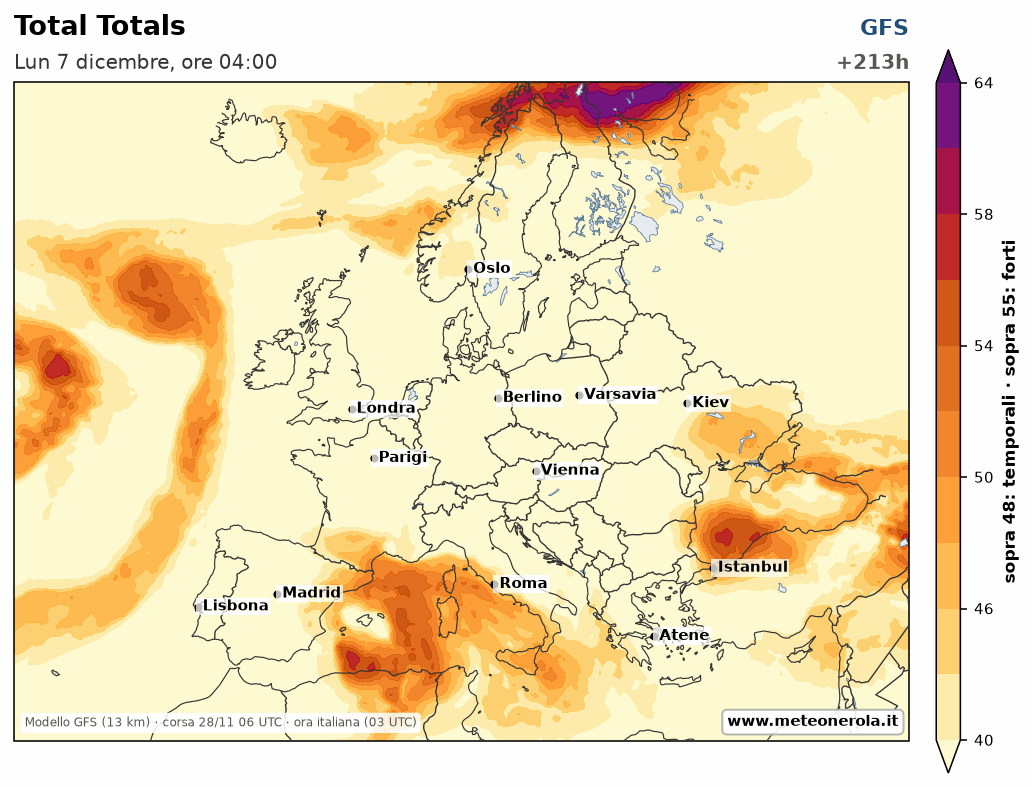 Total Totals
GFS
Lun 7 dicembre, ore 04:00
+213h
64
58
54
50
46
40
sopra 48: temporali · sopra 55: forti
Oslo
Londra
Berlino
Varsavia
Kiev
Parigi
Vienna
Istanbul
Roma
Madrid
Lisbona
Atene
Modello GFS (13 km) · corsa 28/11 06 UTC · ora italiana (03 UTC)
www.meteonerola.it